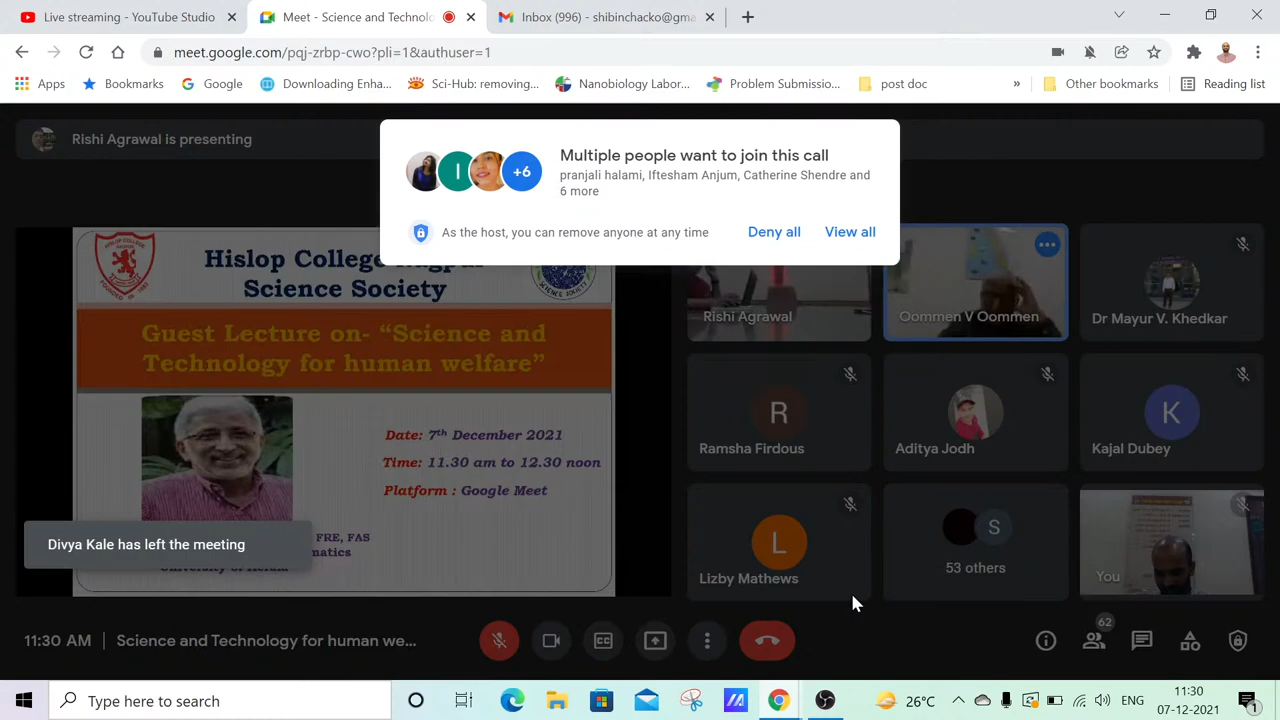 Live streaming - YouTube Studio
Meet - Science and Technolo
Inbox (996) - shibinchacko@gma
meet.google.com/pqj-zrbp-cwo?pli=1&authuser=1
Apps
Bookmarks
Google
Downloading Enha...
Sci-Hub: removing...
Nanobiology Labor...
Problem Submissio...
post doc
»
Other bookmarks
Reading list
Rishi Agrawal is presenting
+6
Multiple people want to join this call
pranjali halami, Iftesham Anjum, Catherine Shendre and
6 more
As the host, you can remove anyone at any time
Deny all
View all
HISLOP COLLEGE
NAGPUR
FOUNDED IN 1883
Science Society
Guest Lecture on- “Science and
Technology for human welfare”
Date: 7th December 2021
Time: 11.30 am to 12.30 noon
Platform : Google Meet
FRE, FAS
Divya Kale has left the meeting
Rishi Agrawal
Oommen V Oommen
Dr Mayur V. Khedkar
R
Ramsha Firdous
Aditya Jodh
K
Kajal Dubey
L
Lizby Mathews
S
53 others
You
11:30 AM
Science and Technology for human we...
62
Type here to search
26°C
ENG
11:30
07-12-2021
1